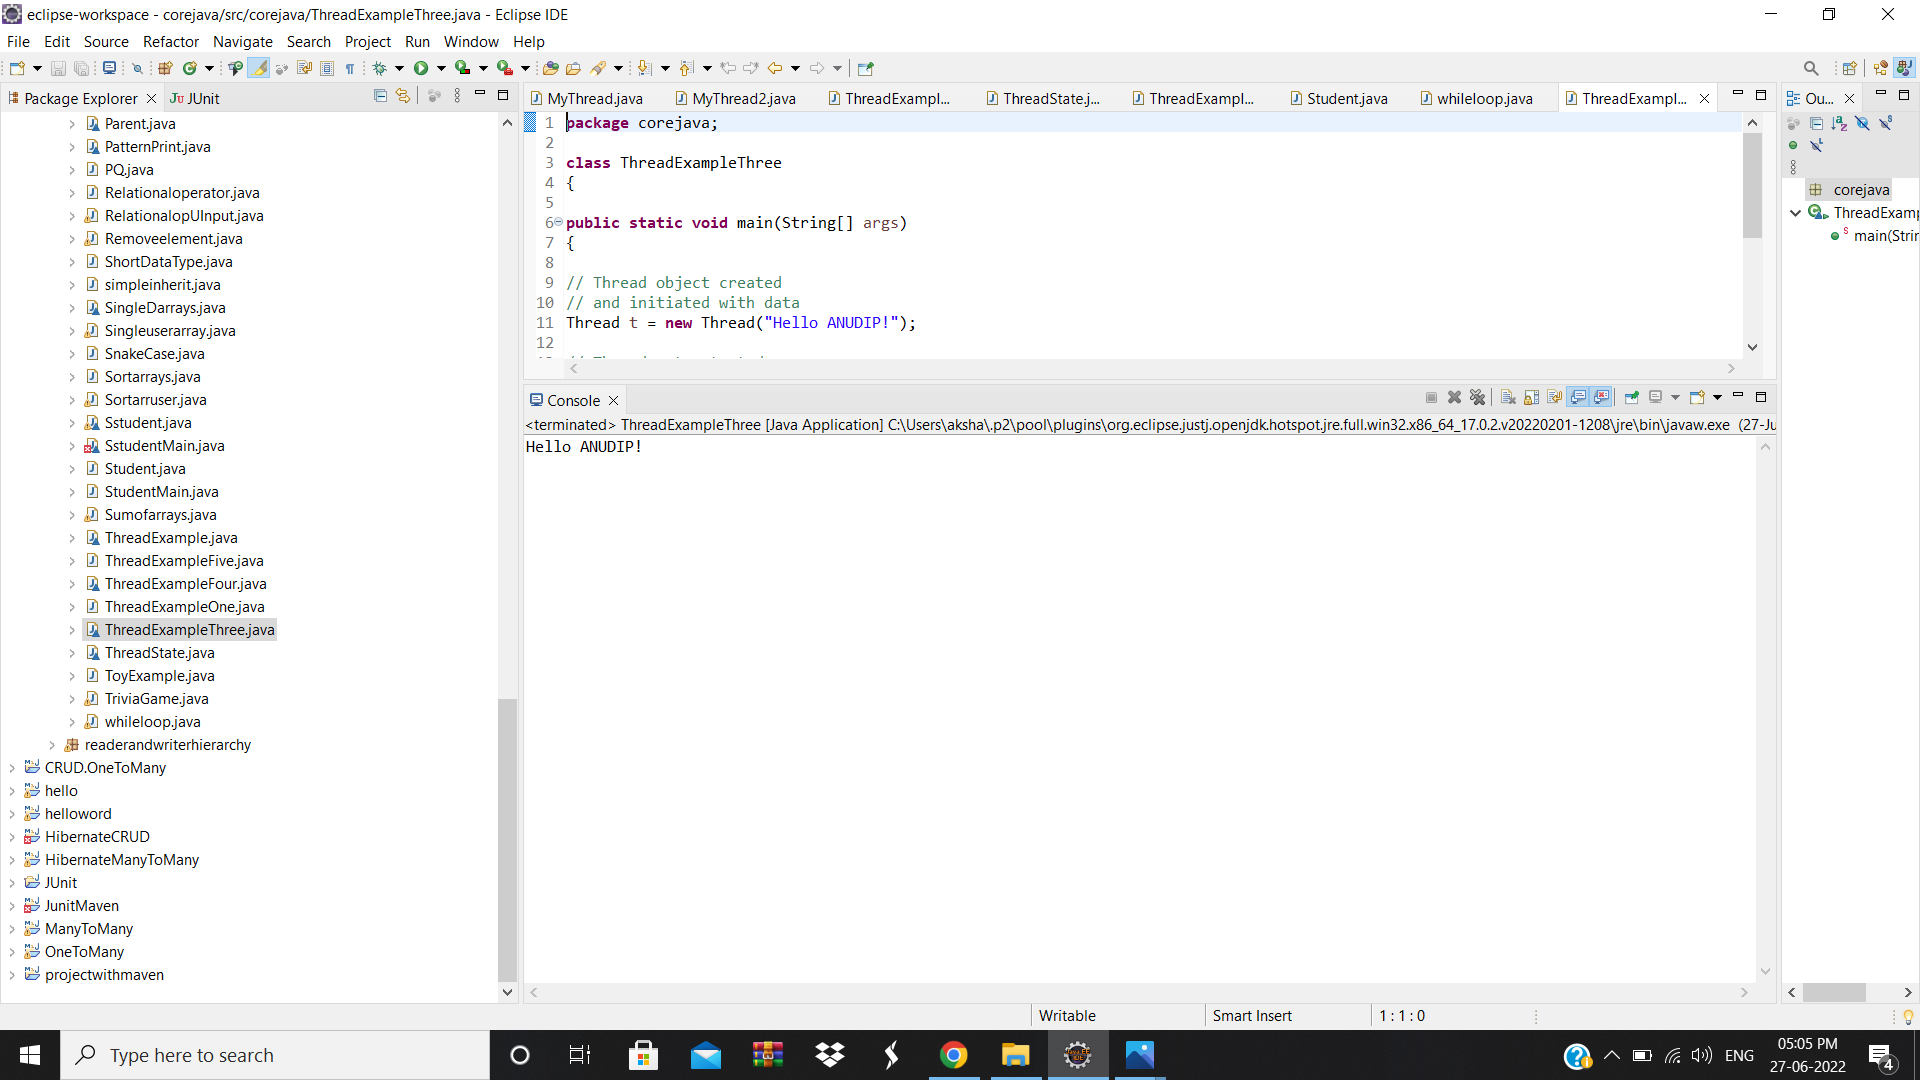 eclipse-workspace - corejava/src/corejava/ThreadExampleThree.java - Eclipse IDE
File Edit Source Refactor Navigate Search Project Run Window Help
Package Explorer JUnit
Parent.java
PatternPrint.java
PQ.java
Relationaloperator.java
RelationalopUInput.java
Removeelement.java
ShortDataType.java
simpleinherit.java
SingleDarrays.java
Singleuserarray.java
SnakeCase.java
Sortarrays.java
Sortarruser.java
Sstudent.java
SstudentMain.java
Student.java
StudentMain.java
Sumofarrays.java
ThreadExample.java
ThreadExampleFive.java
ThreadExampleFour.java
ThreadExampleOne.java
ThreadExampleThree.java
ThreadState.java
ToyExample.java
TriviaGame.java
whileloop.java
readerandwriterhierarchy
CRUD.OneToMany
hello
helloword
HibernateCRUD
HibernateManyToMany
JUnit
JunitMaven
ManyToMany
OneToMany
projectwithmaven
MyThread.java MyThread2.java ThreadExampl... ThreadState.j... ThreadExampl... Student.java whileloop.java ThreadExampl...
1 package corejava;
2
3 class ThreadExampleThree
4 {
5
6 public static void main(String[] args)
7 {
8
9 // Thread object created
10 // and initiated with data
11 Thread t = new Thread("Hello ANUDIP!");
12
Console
<terminated> ThreadExampleThree [Java Application] C:\Users\aksha\.p2\pool\plugins\org.eclipse.justj.openjdk.hotspot.jre.full.win32.x86_64_17.0.2.v20220201-1208\jre\bin\javaw.exe (27-Ju
Hello ANUDIP!
Ou...
corejava
ThreadExamp
main(Strin
Writable Smart Insert 1 : 1 : 0
Type here to search
ENG
05:05 PM
27-06-2022
4